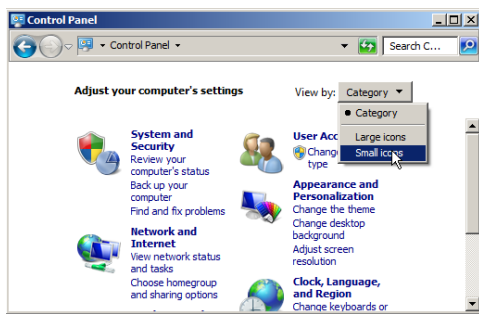 Control Panel
Control Panel
Search C...
Adjust your computer's settings
View by: Category
Category
Large icons
Small icons
System and
Security
Review your
computer's status
Back up your
computer
Find and fix problems
Network and
Internet
View network status
and tasks
Choose homegroup
and sharing options
User Acc
Chang
type
Appearance and
Personalization
Change the theme
Change desktop
background
Adjust screen
resolution
Clock, Language,
and Region
Change keyboards or